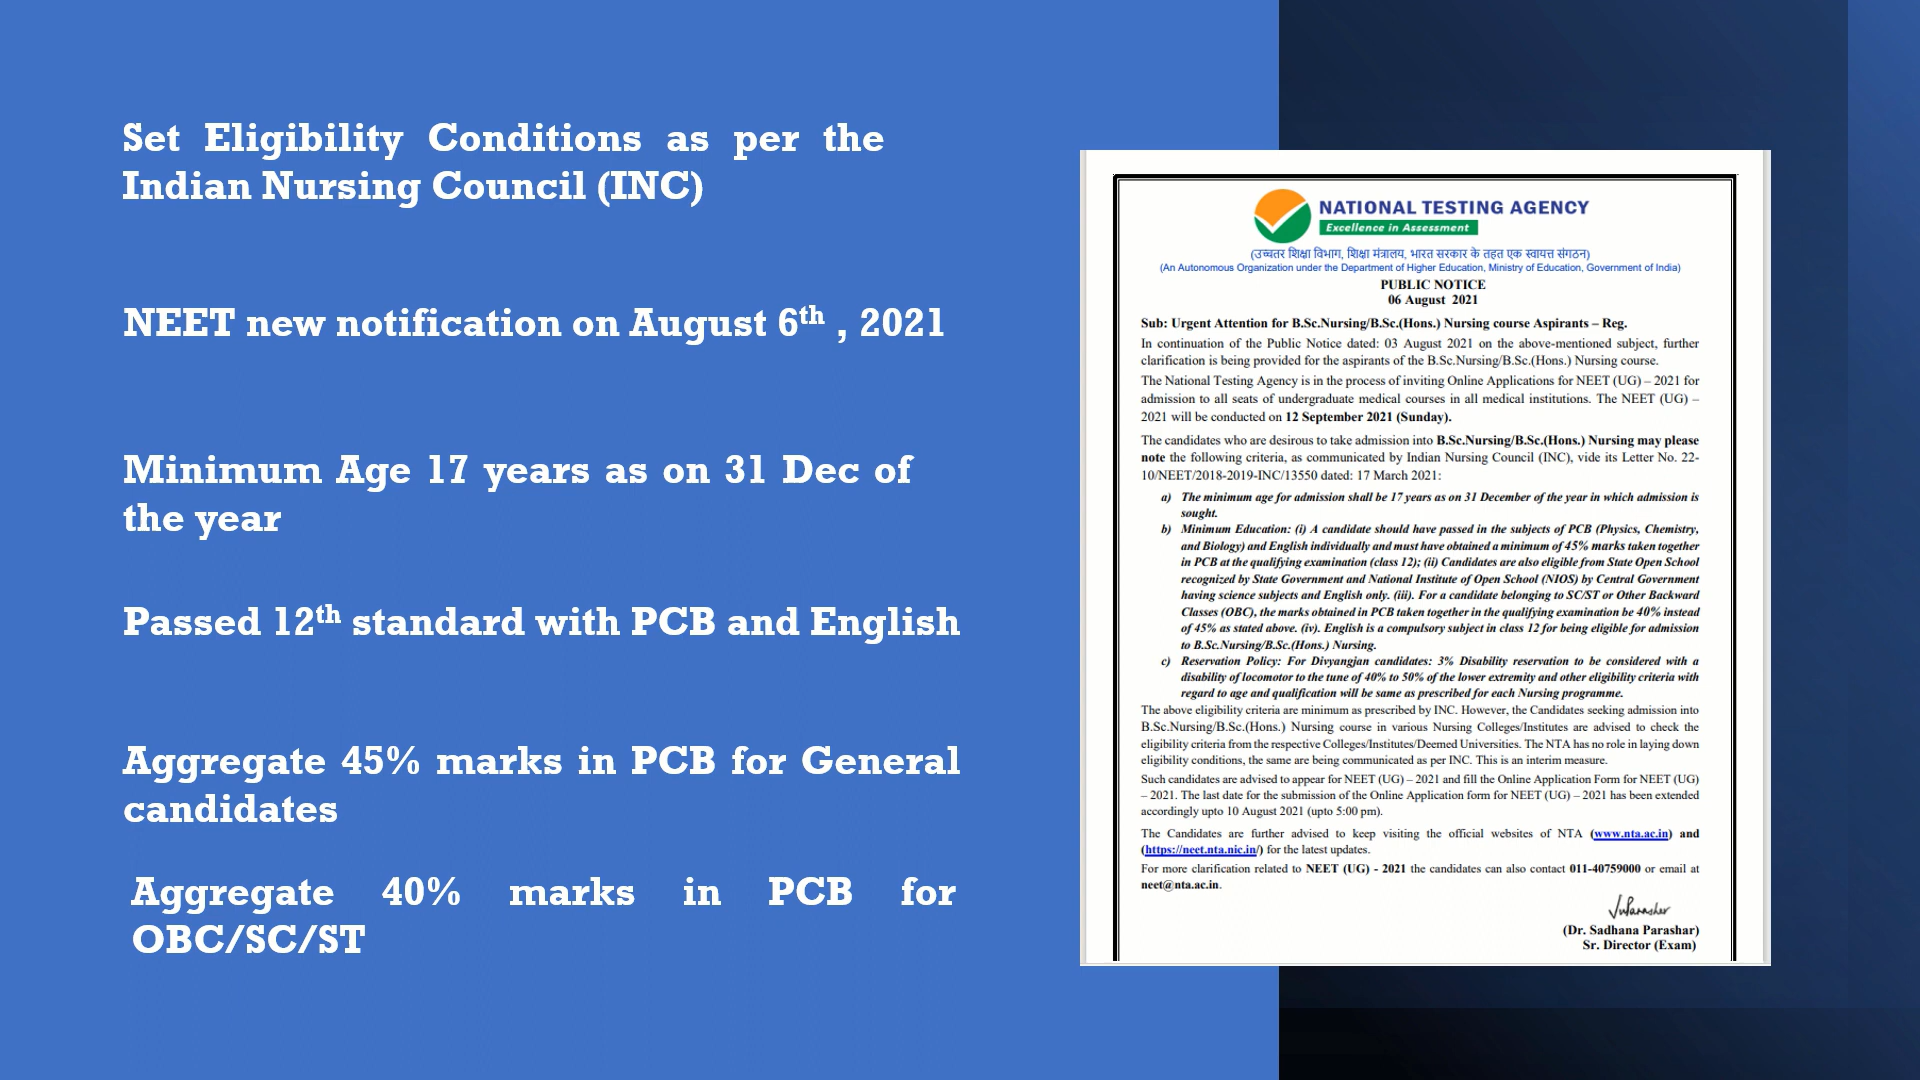 Set Eligibility Conditions as per the
Indian Nursing Council (INC)
NEET new notification on August 6th , 2021
Minimum Age 17 years as on 31 Dec of
the year
Passed 12th standard with PCB and English
Aggregate 45% marks in PCB for General
candidates
Aggregate 40% marks in PCB for
OBC/SC/ST
NATIONAL TESTING AGENCY
Excellence in Assessment
(उच्चतर शिक्षा विभाग, शिक्षा मंत्रालय, भारत सरकार के तहत एक स्वायत्त संगठन)
(An Autonomous Organization under the Department of Higher Education, Ministry of Education, Government of India)
PUBLIC NOTICE
06 August 2021
Sub: Urgent Attention for B.Sc.Nursing/B.Sc.(Hons.) Nursing course Aspirants – Reg.
In continuation of the Public Notice dated: 03 August 2021 on the above-mentioned subject, further
clarification is being provided for the aspirants of the B.Sc.Nursing/B.Sc.(Hons.) Nursing course.
The National Testing Agency is in the process of inviting Online Applications for NEET (UG) – 2021 for
admission to all seats of undergraduate medical courses in all medical institutions. The NEET (UG) –
2021 will be conducted on 12 September 2021 (Sunday).
The candidates who are desirous to take admission into B.Sc.Nursing/B.Sc.(Hons.) Nursing may please
note the following criteria, as communicated by Indian Nursing Council (INC), vide its Letter No. 22-
10/NEET/2018-2019-INC/13550 dated: 17 March 2021:
a) The minimum age for admission shall be 17 years as on 31 December of the year in which admission is
sought.
b) Minimum Education: (i) A candidate should have passed in the subjects of PCB (Physics, Chemistry,
and Biology) and English individually and must have obtained a minimum of 45% marks taken together
in PCB at the qualifying examination (class 12); (ii) Candidates are also eligible from State Open School
recognized by State Government and National Institute of Open School (NIOS) by Central Government
having science subjects and English only. (iii). For a candidate belonging to SC/ST or Other Backward
Classes (OBC), the marks obtained in PCB taken together in the qualifying examination be 40% instead
of 45% as stated above. (iv). English is a compulsory subject in class 12 for being eligible for admission
to B.Sc.Nursing/B.Sc.(Hons.) Nursing.
c) Reservation Policy: For Divyangjan candidates: 3% Disability reservation to be considered with a
disability of locomotor to the tune of 40% to 50% of the lower extremity and other eligibility criteria with
regard to age and qualification will be same as prescribed for each Nursing programme.
The above eligibility criteria are minimum as prescribed by INC. However, the Candidates seeking admission into
B.Sc.Nursing/B.Sc.(Hons.) Nursing course in various Nursing Colleges/Institutes are advised to check the
eligibility criteria from the respective Colleges/Institutes/Deemed Universities. The NTA has no role in laying down
eligibility conditions, the same are being communicated as per INC. This is an interim measure.
Such candidates are advised to appear for NEET (UG) – 2021 and fill the Online Application Form for NEET (UG)
– 2021. The last date for the submission of the Online Application form for NEET (UG) – 2021 has been extended
accordingly upto 10 August 2021 (upto 5:00 pm).
The Candidates are further advised to keep visiting the official websites of NTA (www.nta.ac.in) and
(https://neet.nta.nic.in/) for the latest updates.
For more clarification related to NEET (UG) - 2021 the candidates can also contact 011-40759000 or email at
neet@nta.ac.in.
(Dr. Sadhana Parashar)
Sr. Director (Exam)